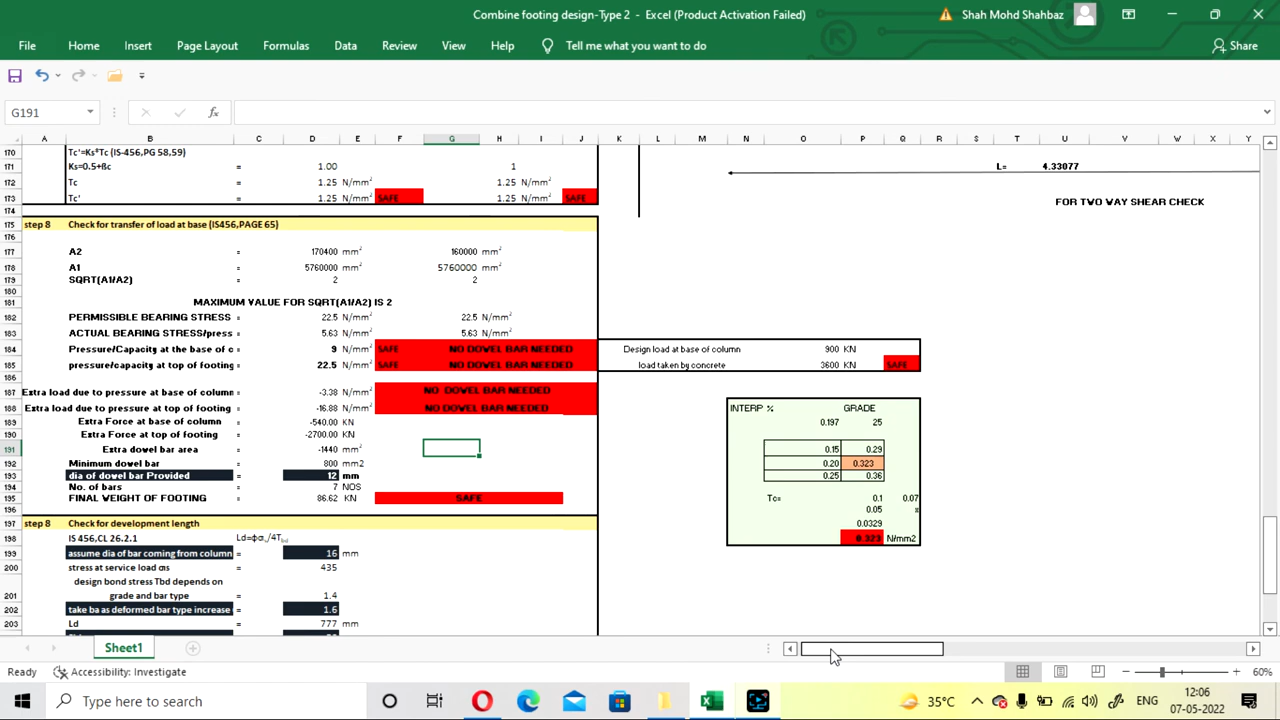 Combine footing design-Type 2 - Excel (Product Activation Failed)
Shah Mohd Shahbaz
File Home Insert Page Layout Formulas Data Review View Help Tell me what you want to do Share
G191
A B C D E F G H I J K L M N O P Q R S T U V W X Y
170 Tc'=Ks*Tc (IS-456,PG 58,59)
171 Ks=0.5+ßc = 1.00 1 L= 4.33077
172 Tc = 1.25 N/mm² 1.25 N/mm²
173 Tc' = 1.25 N/mm² SAFE 1.25 N/mm² SAFE
FOR TWO WAY SHEAR CHECK
174
175 step 8 Check for transfer of load at base (IS456,PAGE 65)
176
177 A2 = 170400 mm² 160000 mm²
178 A1 = 5760000 mm² 5760000 mm²
179 SQRT(A1/A2) = 2 2
180
181 MAXIMUM VALUE FOR SQRT(A1/A2) IS 2
182 PERMISSIBLE BEARING STRESS = 22.5 N/mm² 22.5 N/mm²
183 ACTUAL BEARING STRESS/press = 5.63 N/mm² 5.63 N/mm²
184 Pressure/Capacity at the base of c = 9 N/mm² SAFE NO DOVEL BAR NEEDED Design load at base of column 900 KN
185 pressure/capacity at top of footing = 22.5 N/mm² SAFE NO DOVEL BAR NEEDED load taken by concrete 3600 KN SAFE
186
187 Extra load due to pressure at base of column = -3.38 N/mm² NO DOVEL BAR NEEDED
188 Extra load due to pressure at top of footing = -16.88 N/mm² NO DOVEL BAR NEEDED INTERP % GRADE
189 Extra Force at base of column = -540.00 KN 0.197 25
190 Extra Force at top of footing = -2700.00 KN
191 Extra dowel bar area = -1440 mm² 0.15 0.29
192 Minimum dowel bar = 800 mm2 0.20 0.323
193 dia of dowel bar Provided = 12 mm 0.25 0.36
194 No. of bars = 7 NOS
195 FINAL WEIGHT OF FOOTING = 86.62 KN SAFE Tc= 0.1 0.07
196 0.05 x
197 step 8 Check for development length 0.0329
198 IS 456,CL 26.2.1 0.323 N/mm2
199 assume dia of bar coming from column = 16 mm
200 stress at service load σs = 435
design bond stress Tbd depends on
201 grade and bar type = 1.4
202 take ba as deformed bar type increase = 1.6
203 Ld = 777 mm
Sheet1
Ready Accessibility: Investigate 60%
Type here to search 35°C ENG 12:06
07-05-2022